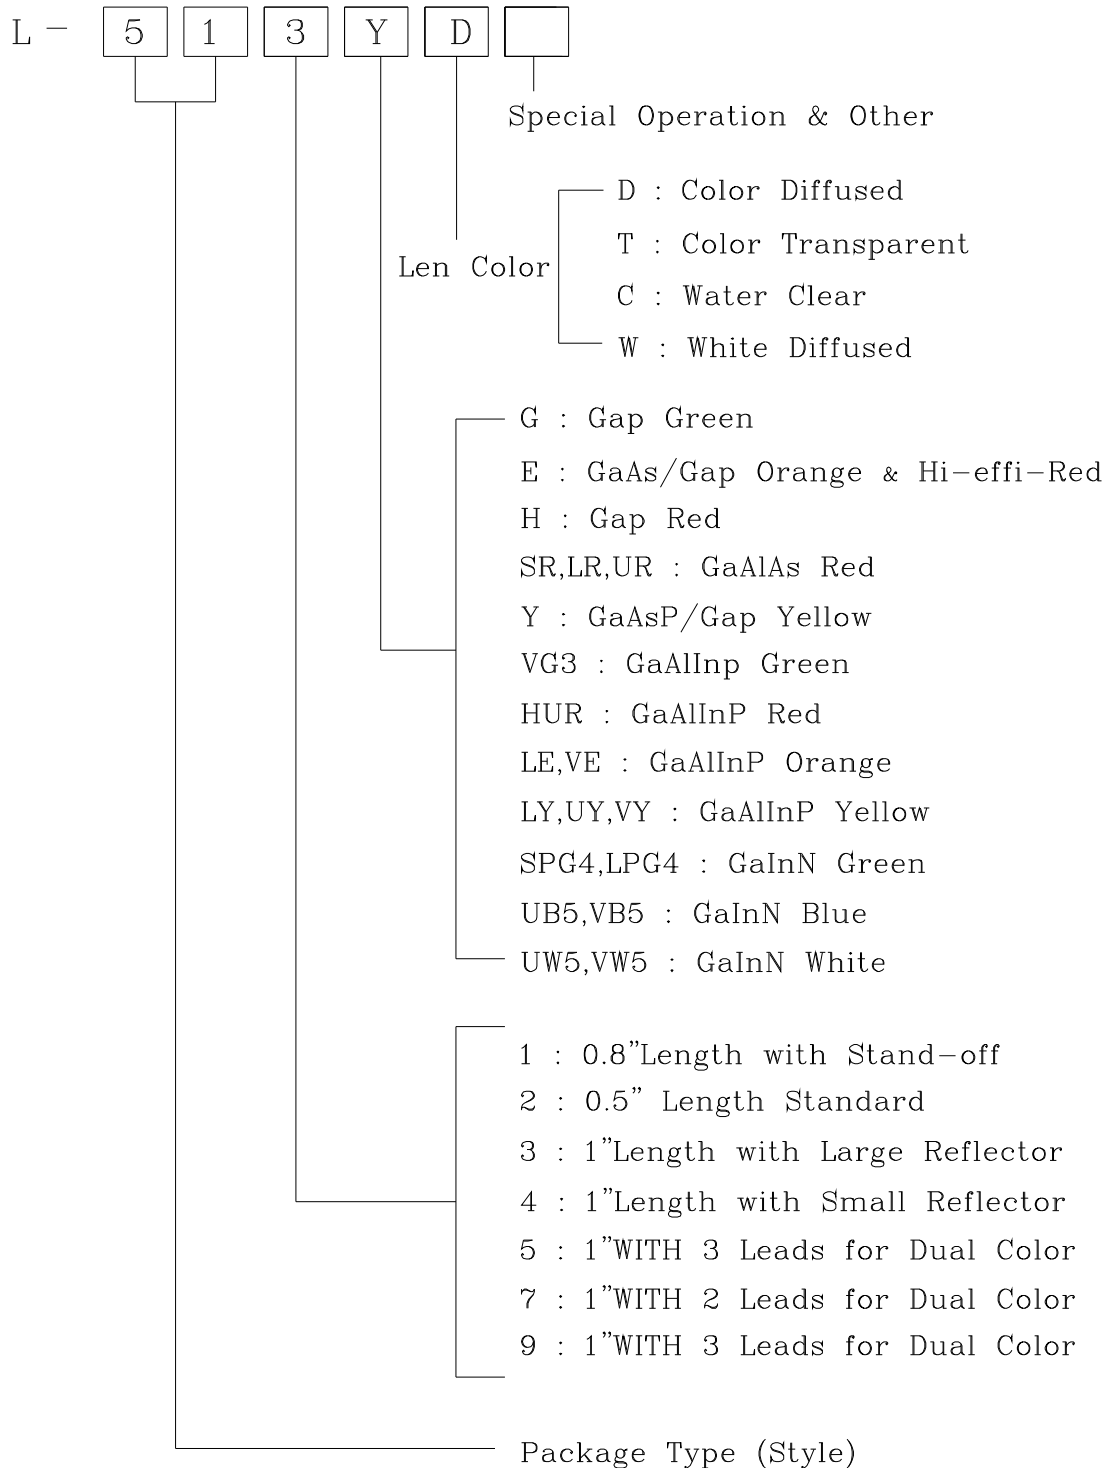 L- 5 1 3 Y D
Special Operation & Other
D : Color Diffused
T : Color Transparent
Len Color
C : Water Clear
W : White Diffused
G : Gap Green
E : GaAs/Gap Orange & Hi-effi-Red
H : Gap Red
SR,LR,UR : GaAlAs Red
Y : GaAsP/Gap Yellow
VG3 : GaAlInp Green
HUR : GaAlInP Red
LE,VE : GaAlInP Orange
LY,UY,VY : GaAlInP Yellow
SPG4,LPG4 : GaInN Green
UB5,VB5 : GaInN Blue
UW5,VW5 : GaInN White
1 : 0.8”Length with Stand-off
2 : 0.5” Length Standard
3 : 1”Length with Large Reflector
4 : 1”Length with Small Reflector
5 : 1”WITH 3 Leads for Dual Color
7 : 1”WITH 2 Leads for Dual Color
9 : 1”WITH 3 Leads for Dual Color
Package Type (Style)